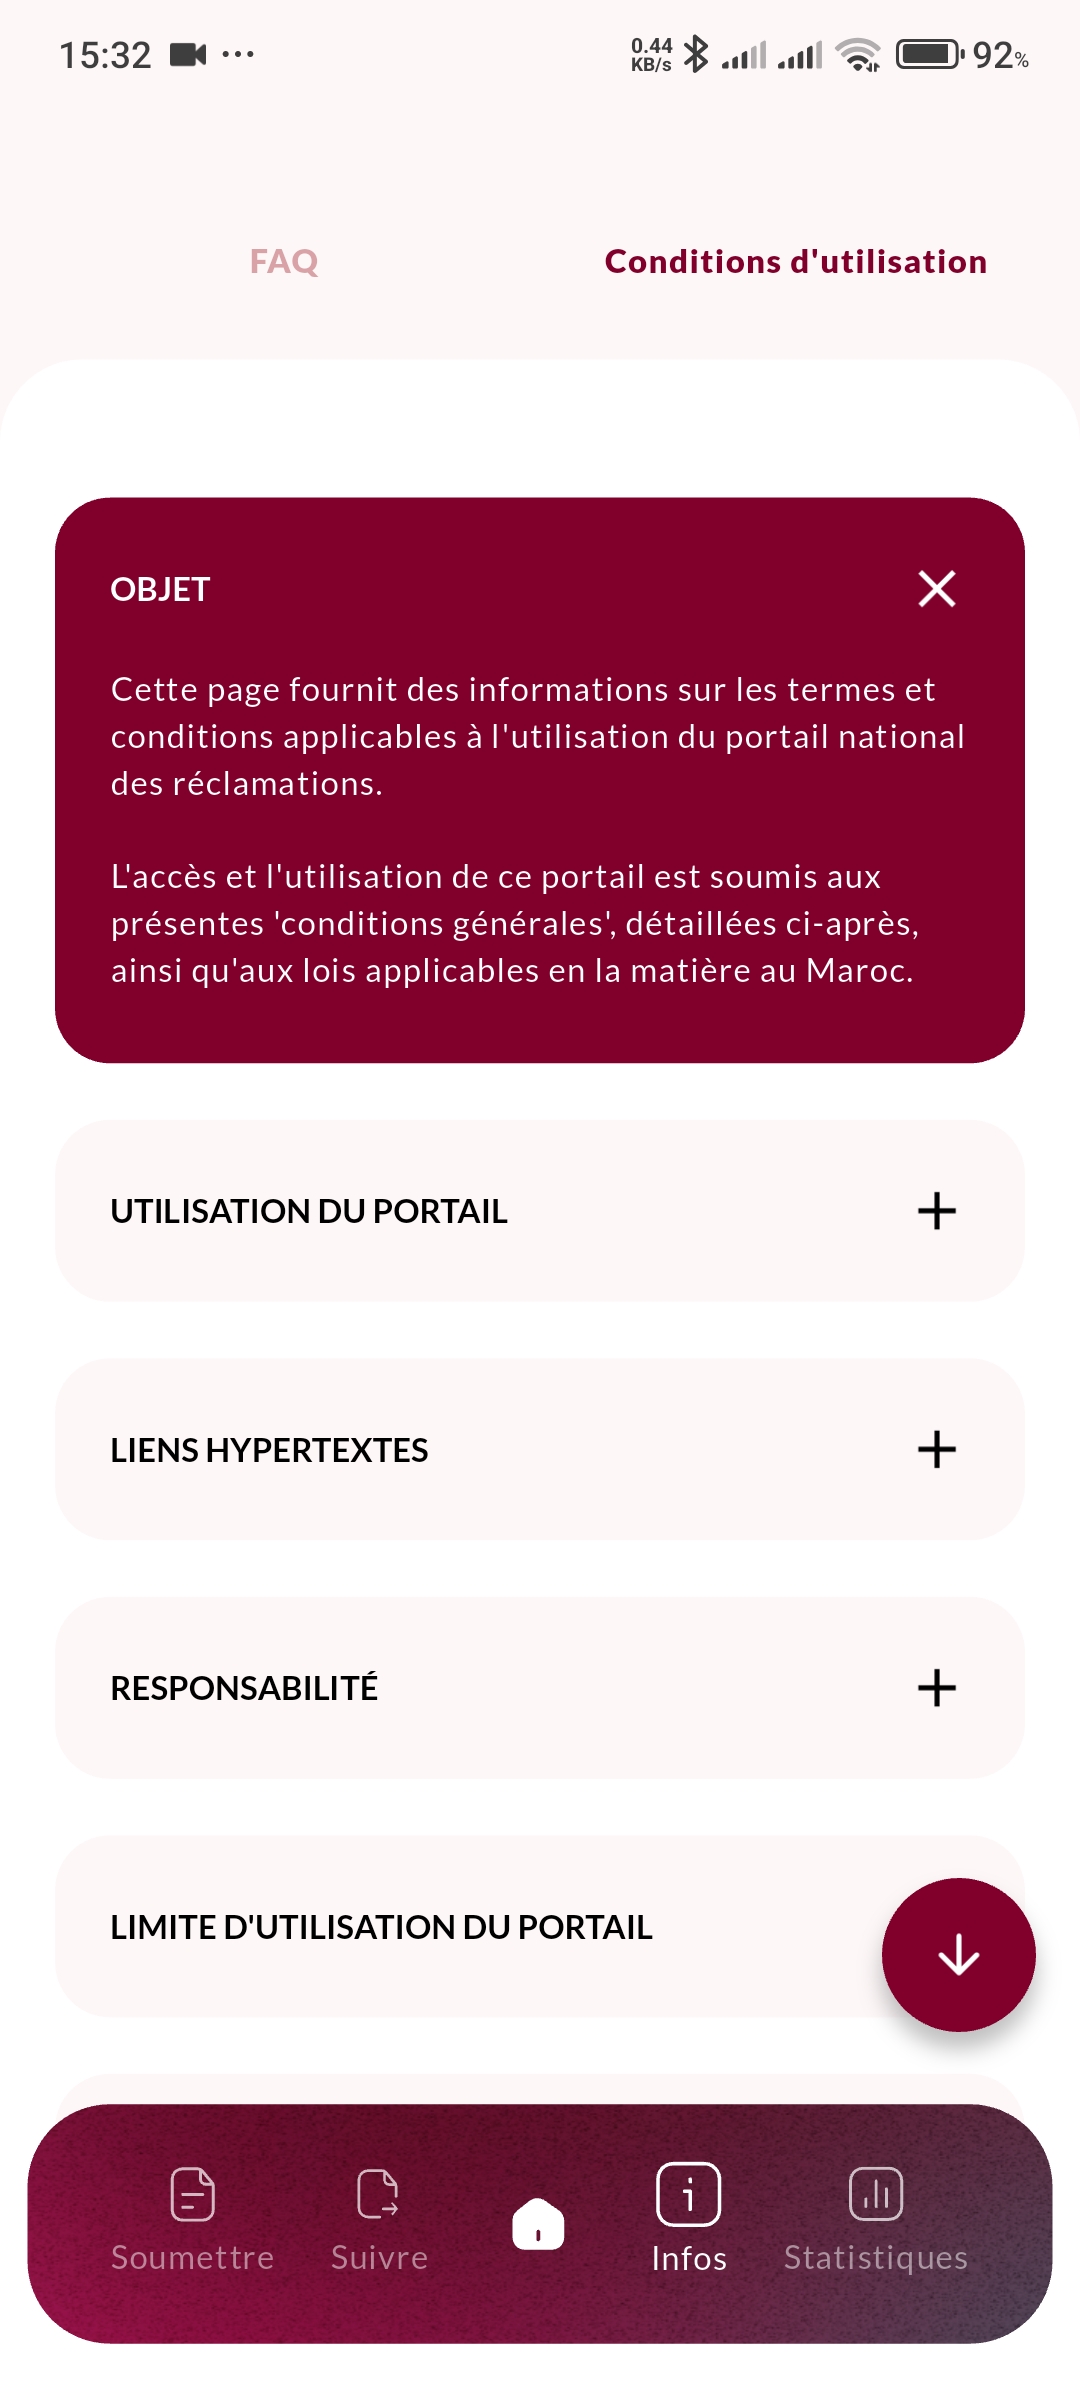 15:32
0.44
KB/s
92%
FAQ
Conditions d'utilisation
OBJET
Cette page fournit des informations sur les termes et
conditions applicables à l'utilisation du portail national
des réclamations.
L'accès et l'utilisation de ce portail est soumis aux
présentes 'conditions générales', détaillées ci-après,
ainsi qu'aux lois applicables en la matière au Maroc.
UTILISATION DU PORTAIL
LIENS HYPERTEXTES
RESPONSABILITÉ
LIMITE D'UTILISATION DU PORTAIL
Soumettre
Suivre
Infos
Statistiques